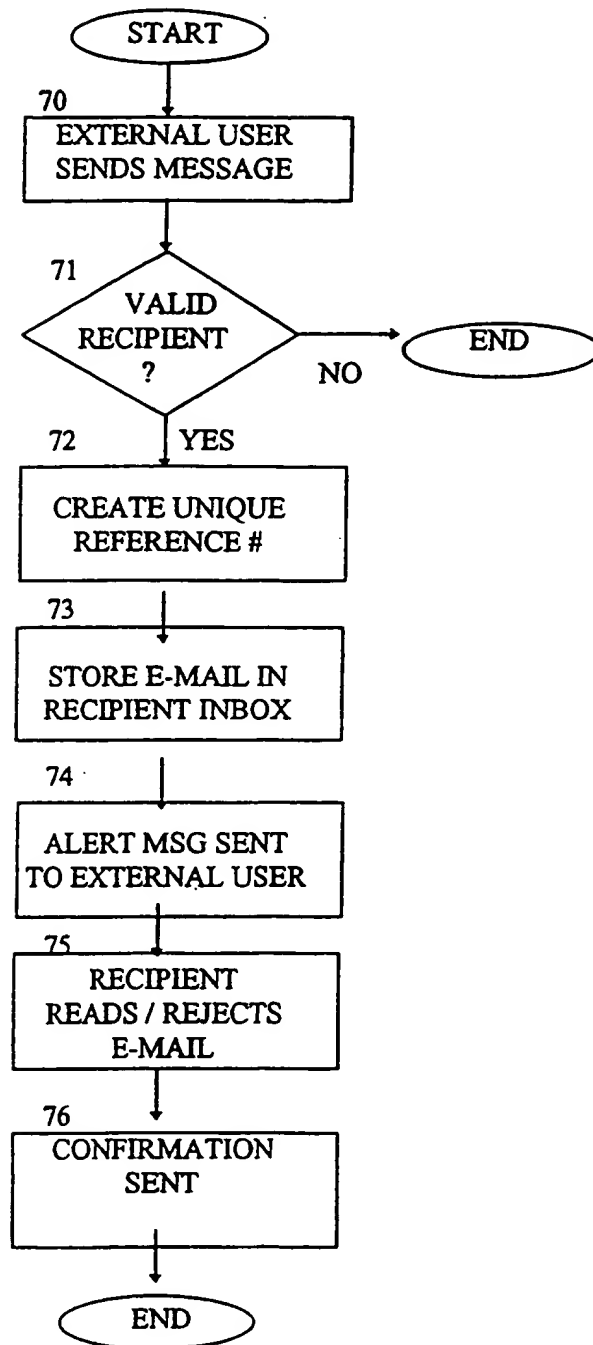 START
70
EXTERNAL USER
SENDS MESSAGE
71
VALID
RECIPIENT
?
NO
END
72
YES
CREATE UNIQUE
REFERENCE #
73
STORE E-MAIL IN
RECIPIENT INBOX
74
ALERT MSG SENT
TO EXTERNAL USER
75
RECIPIENT
READS / REJECTS
E-MAIL
76
CONFIRMATION
SENT
END